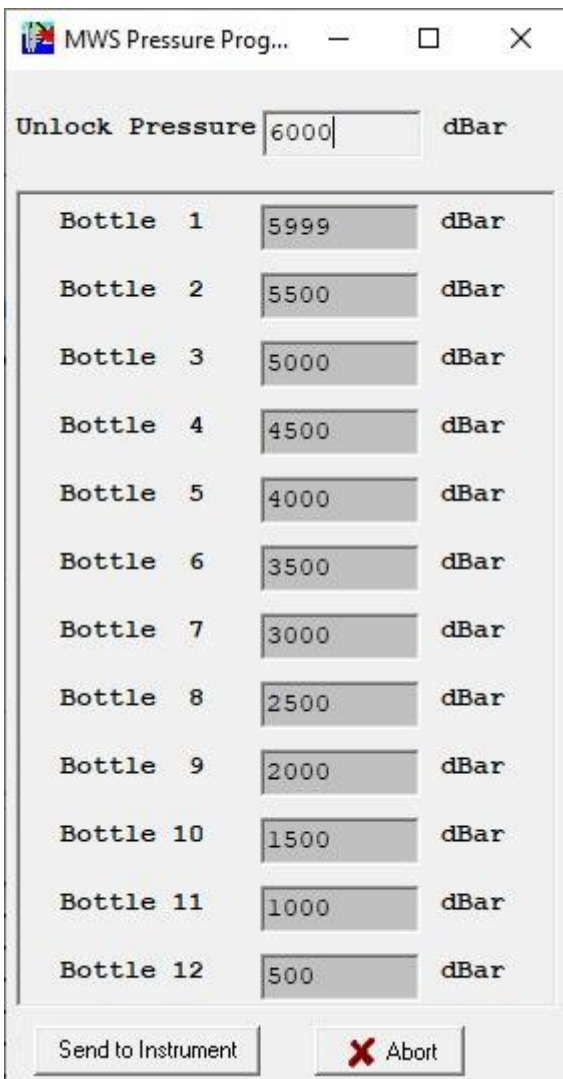 MWS Pressure Prog...
Unlock Pressure 6000 dBar
Bottle 1 5999 dBar
Bottle 2 5500 dBar
Bottle 3 5000 dBar
Bottle 4 4500 dBar
Bottle 5 4000 dBar
Bottle 6 3500 dBar
Bottle 7 3000 dBar
Bottle 8 2500 dBar
Bottle 9 2000 dBar
Bottle 10 1500 dBar
Bottle 11 1000 dBar
Bottle 12 500 dBar
Send to Instrument Abort